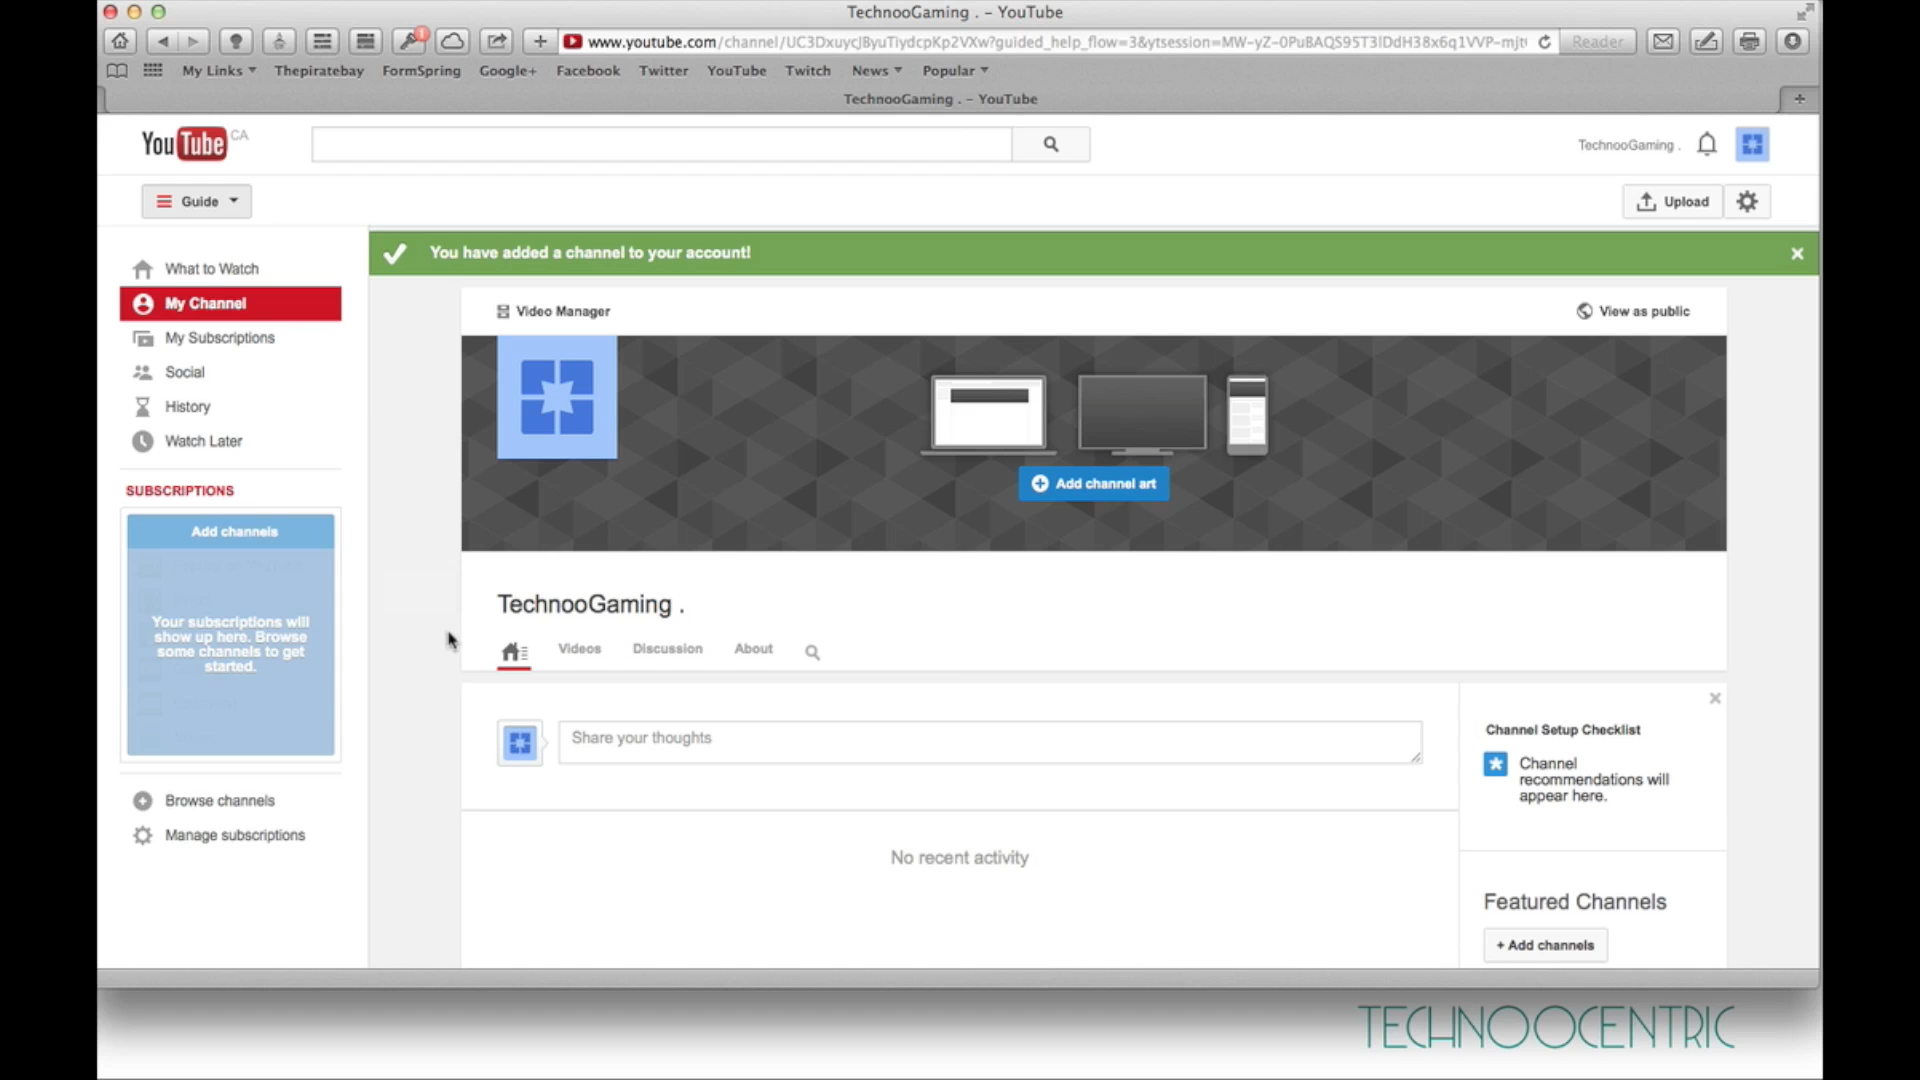 TechnooGaming . – YouTube
www.youtube.com/channel/UC3DxuycJByuTiydcpKp2VXw?guided_help_flow=3&ytsession=MW-yZ-0PuBAQS95T3lDdH38x6q1VVP-mjt
Reader
My Links Thepiratebay FormSpring Google+ Facebook Twitter YouTube Twitch News Popular
TechnooGaming . – YouTube
YouTube CA
TechnooGaming .
Guide
Upload
What to Watch
My Channel
My Subscriptions
Social
History
Watch Later
SUBSCRIPTIONS
Add channels
Your subscriptions will
show up here. Browse
some channels to get
started.
Browse channels
Manage subscriptions
You have added a channel to your account!
Video Manager
View as public
Add channel art
TechnooGaming .
Videos Discussion About
Share your thoughts
No recent activity
Channel Setup Checklist
Channel
recommendations will
appear here.
Featured Channels
+ Add channels
TECHNOOCENTRIC